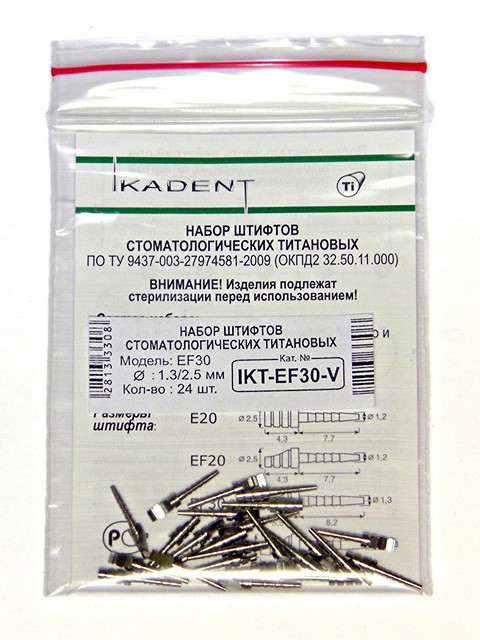 IKADENT
Ti
НАБОР ШТИФТОВ
СТОМАТОЛОГИЧЕСКИХ ТИТАНОВЫХ
ПО ТУ 9437-003-27974581-2009 (ОКПД2 32.50.11.000)
ВНИМАНИЕ! Изделия подлежат
стерилизации перед использованием!
НАБОР ШТИФТОВ
СТОМАТОЛОГИЧЕСКИХ ТИТАНОВЫХ
28133308
Модель: EF30
Кат. №
Ø : 1.3/2.5 мм
IKT-EF30-V
Кол-во : 24 шт.
и
Размеры
штифта:
E20
Ø 2,5
Ø 1,2
4,3
7,7
EF20
Ø 2,5
Ø 1,2
4,3
7,7
Ø 1,3
8,2